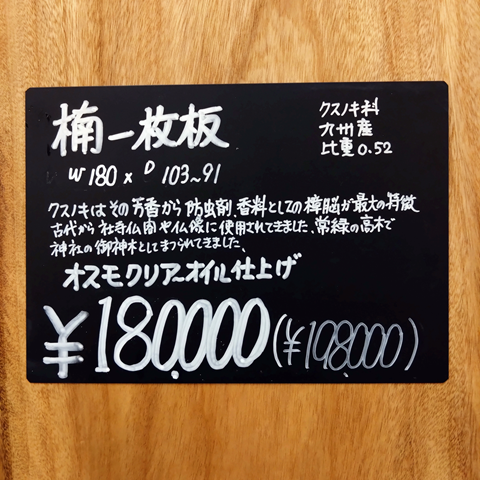 楠一枚板
W180 x D 103~91
クスノキ科
九州産
比重0.52
クスノキはその芳香から防虫剤、香料としての樟脳が最大の特徴
古代から社寺仏閣や仏像に使用されてきました。常緑の高木で
神社の御神木としてまつられてきました。
オスモクリアーオイル仕上げ
¥180,000(¥198,000)